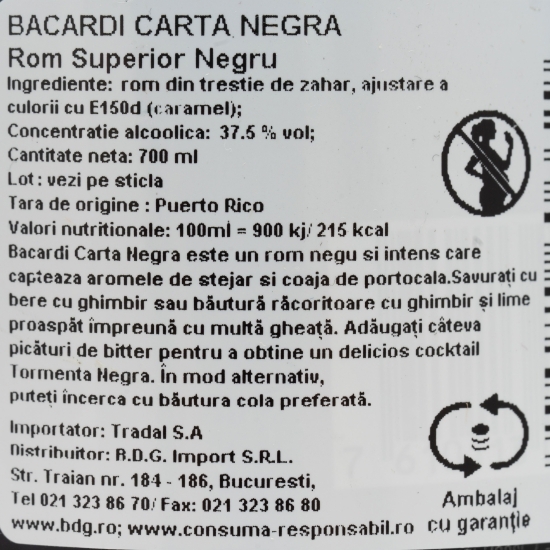 BACARDI CARTA NEGRA
Rom Superior Negru
Ingrediente: rom din trestie de zahar, ajustare a
culorii cu E150d (caramel);
Concentratie alcoolica: 37.5 % vol;
Cantitate neta: 700 ml
Lot: vezi pe sticla
Tara de origine : Puerto Rico
Valori nutritionale: 100ml = 900 kj/ 215 kcal
Bacardi Carta Negra este un rom negu si intens care
capteaza aromele de stejar si coaja de portocala.Savurați cu
bere cu ghimbir sau băutură răcoritoare cu ghimbir și lime
proaspăt împreună cu multă gheață. Adăugați câteva
picături de bitter pentru a obtine un delicios cocktail
Tormenta Negra. În mod alternativ,
puteți încerca cu băutura cola preferată.
Importator: Tradal S.A
Distribuitor: B.D.G. Import S.R.L.
Str. Traian nr. 184 - 186, Bucuresti,
Tel 021 323 86 70/ Fax: 021 323 86 80
www.bdg.ro; www.consuma-responsabil.ro
Ambalaj
cu garanție